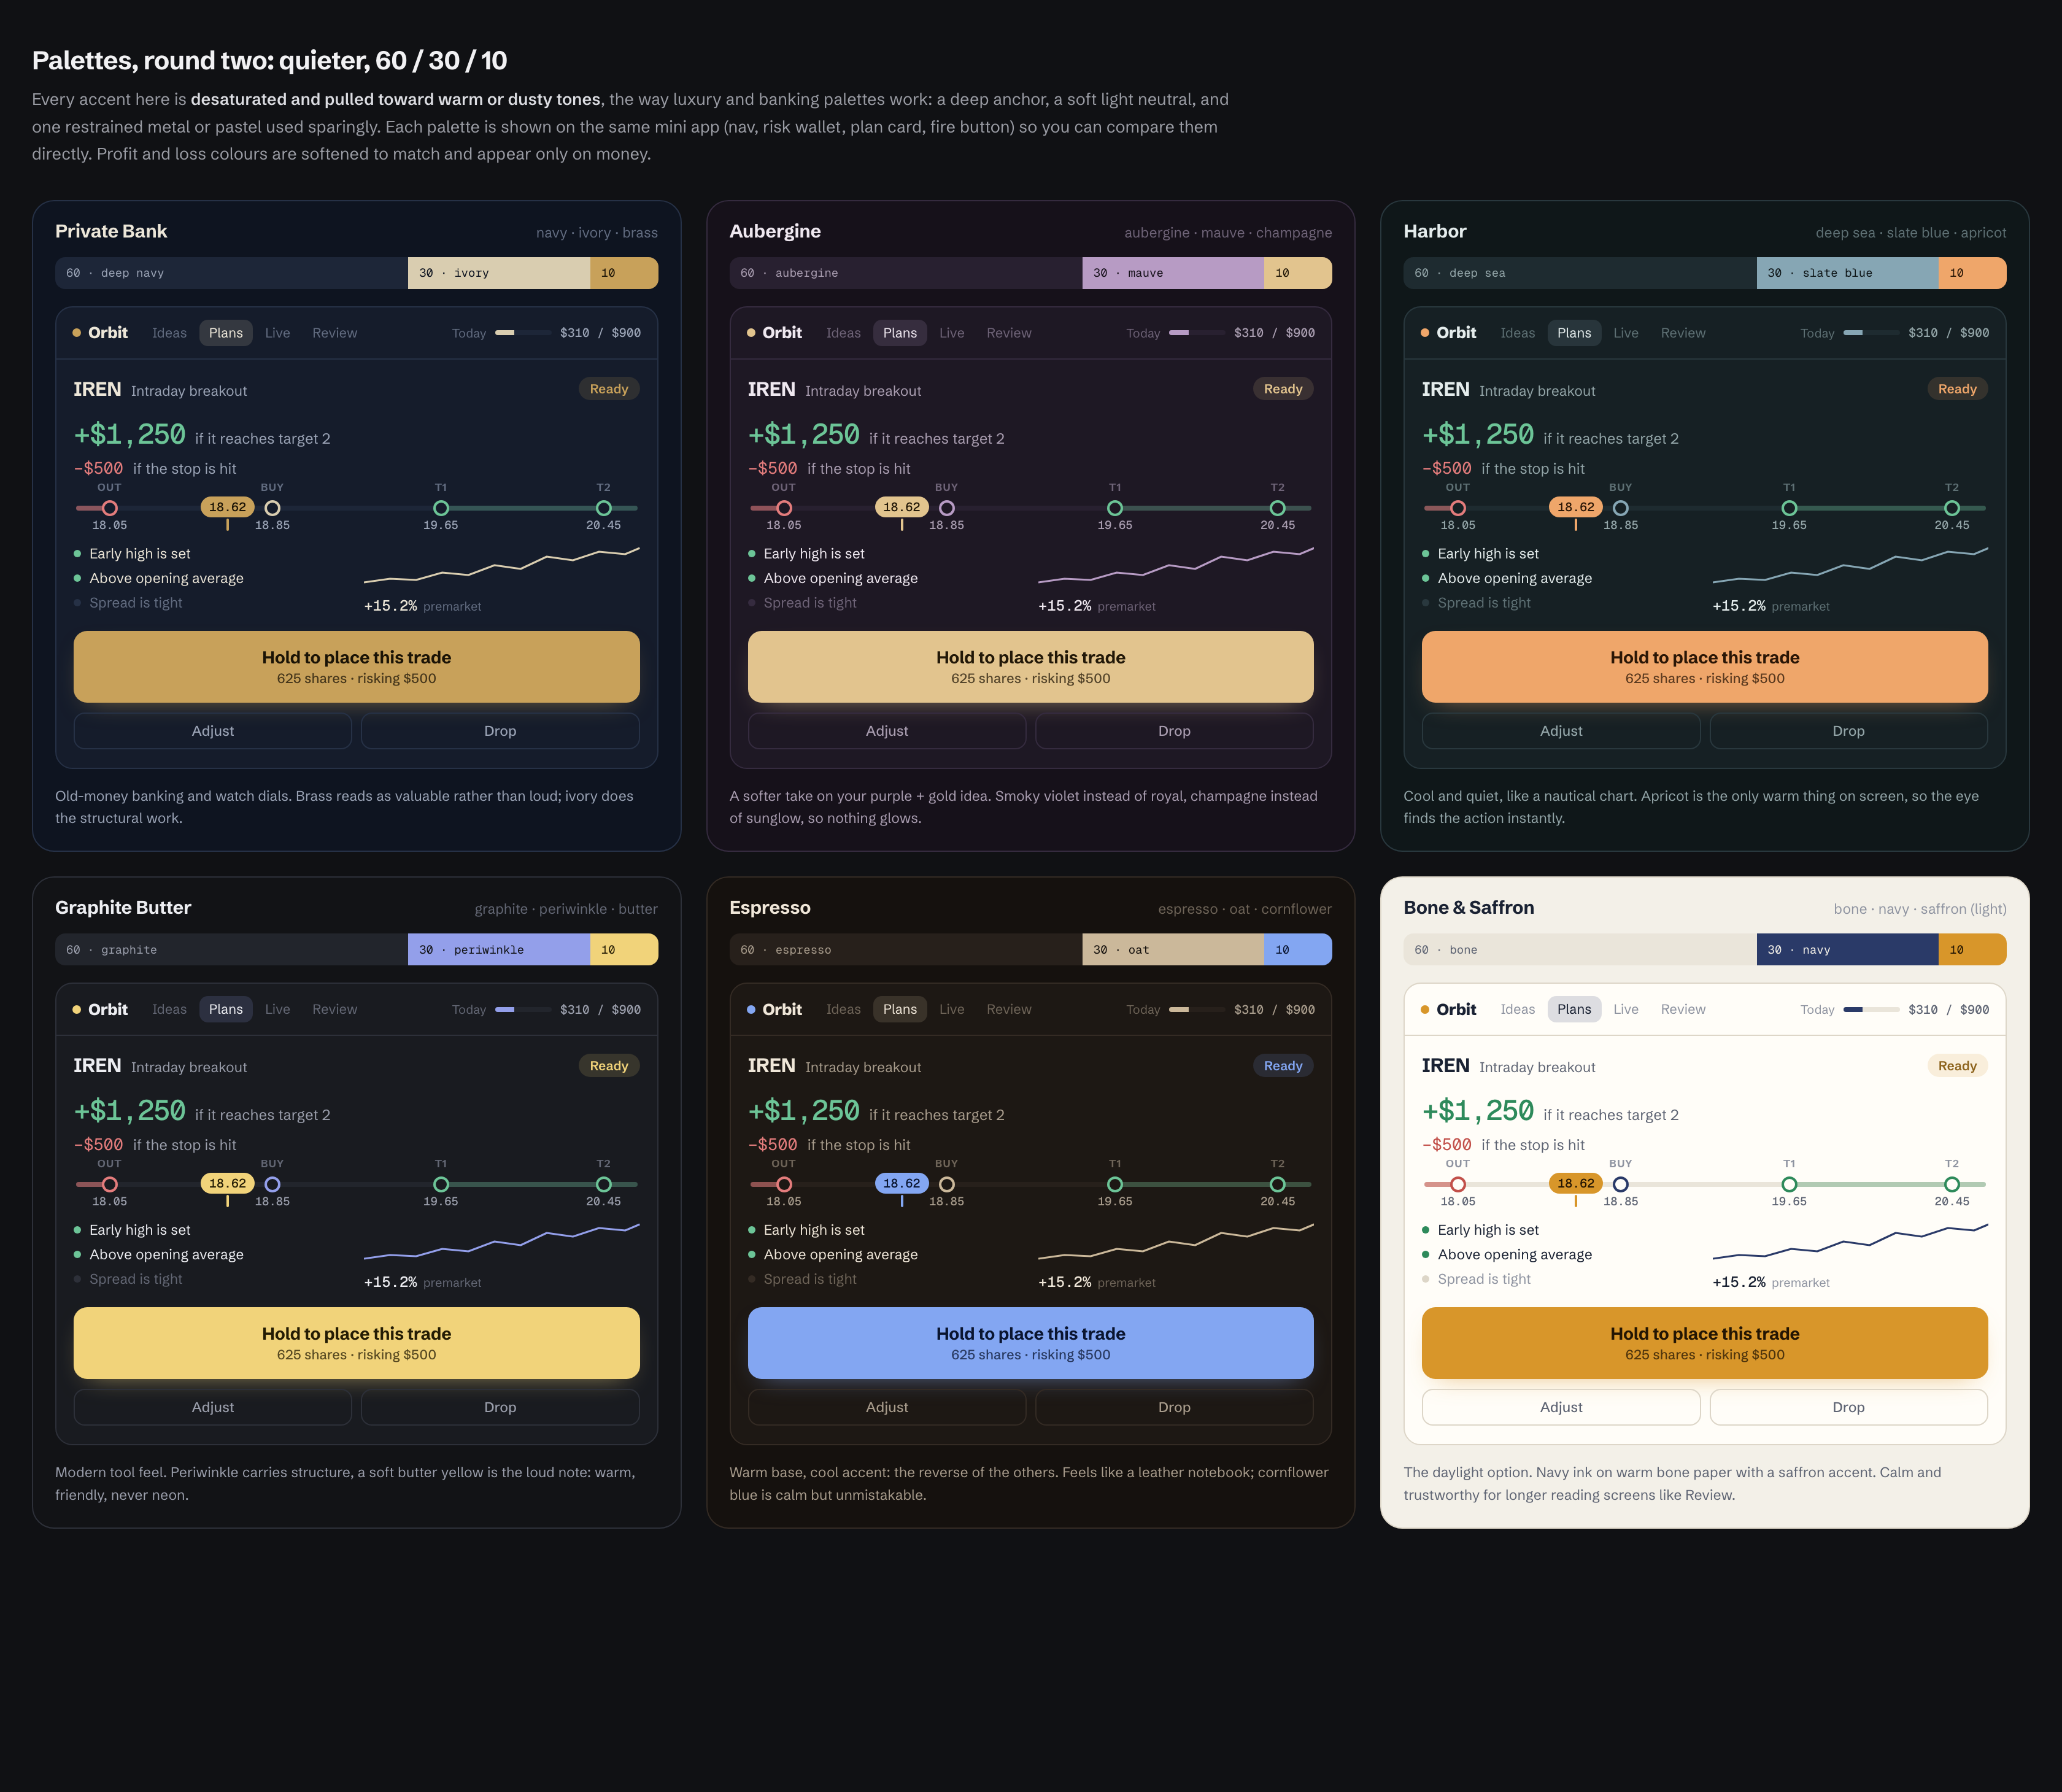 Palettes, round two: quieter, 60 / 30 / 10
Every accent here is desaturated and pulled toward warm or dusty tones, the way luxury and banking palettes work: a deep anchor, a soft light neutral, and
one restrained metal or pastel used sparingly. Each palette is shown on the same mini app (nav, risk wallet, plan card, fire button) so you can compare them
directly. Profit and loss colours are softened to match and appear only on money.
Private Bank navy · ivory · brass
60 · deep navy 30 · ivory 10
Orbit Ideas Plans Live Review Today $310 / $900
IREN Intraday breakout Ready
+$1,250 if it reaches target 2
−$500 if the stop is hit
OUT BUY T1 T2
18.62
18.05 18.85 19.65 20.45
Early high is set
Above opening average
Spread is tight
+15.2% premarket
Hold to place this trade
625 shares · risking $500
Adjust Drop
Old-money banking and watch dials. Brass reads as valuable rather than loud; ivory does
the structural work.
Aubergine aubergine · mauve · champagne
60 · aubergine 30 · mauve 10
Orbit Ideas Plans Live Review Today $310 / $900
IREN Intraday breakout Ready
+$1,250 if it reaches target 2
−$500 if the stop is hit
OUT BUY T1 T2
18.62
18.05 18.85 19.65 20.45
Early high is set
Above opening average
Spread is tight
+15.2% premarket
Hold to place this trade
625 shares · risking $500
Adjust Drop
A softer take on your purple + gold idea. Smoky violet instead of royal, champagne instead
of sunglow, so nothing glows.
Harbor deep sea · slate blue · apricot
60 · deep sea 30 · slate blue 10
Orbit Ideas Plans Live Review Today $310 / $900
IREN Intraday breakout Ready
+$1,250 if it reaches target 2
−$500 if the stop is hit
OUT BUY T1 T2
18.62
18.05 18.85 19.65 20.45
Early high is set
Above opening average
Spread is tight
+15.2% premarket
Hold to place this trade
625 shares · risking $500
Adjust Drop
Cool and quiet, like a nautical chart. Apricot is the only warm thing on screen, so the eye
finds the action instantly.
Graphite Butter graphite · periwinkle · butter
60 · graphite 30 · periwinkle 10
Orbit Ideas Plans Live Review Today $310 / $900
IREN Intraday breakout Ready
+$1,250 if it reaches target 2
−$500 if the stop is hit
OUT BUY T1 T2
18.62
18.05 18.85 19.65 20.45
Early high is set
Above opening average
Spread is tight
+15.2% premarket
Hold to place this trade
625 shares · risking $500
Adjust Drop
Modern tool feel. Periwinkle carries structure, a soft butter yellow is the loud note: warm,
friendly, never neon.
Espresso espresso · oat · cornflower
60 · espresso 30 · oat 10
Orbit Ideas Plans Live Review Today $310 / $900
IREN Intraday breakout Ready
+$1,250 if it reaches target 2
−$500 if the stop is hit
OUT BUY T1 T2
18.62
18.05 18.85 19.65 20.45
Early high is set
Above opening average
Spread is tight
+15.2% premarket
Hold to place this trade
625 shares · risking $500
Adjust Drop
Warm base, cool accent: the reverse of the others. Feels like a leather notebook; cornflower
blue is calm but unmistakable.
Bone & Saffron bone · navy · saffron (light)
60 · bone 30 · navy 10
Orbit Ideas Plans Live Review Today $310 / $900
IREN Intraday breakout Ready
+$1,250 if it reaches target 2
−$500 if the stop is hit
OUT BUY T1 T2
18.62
18.05 18.85 19.65 20.45
Early high is set
Above opening average
Spread is tight
+15.2% premarket
Hold to place this trade
625 shares · risking $500
Adjust Drop
The daylight option. Navy ink on warm bone paper with a saffron accent. Calm and
trustworthy for longer reading screens like Review.